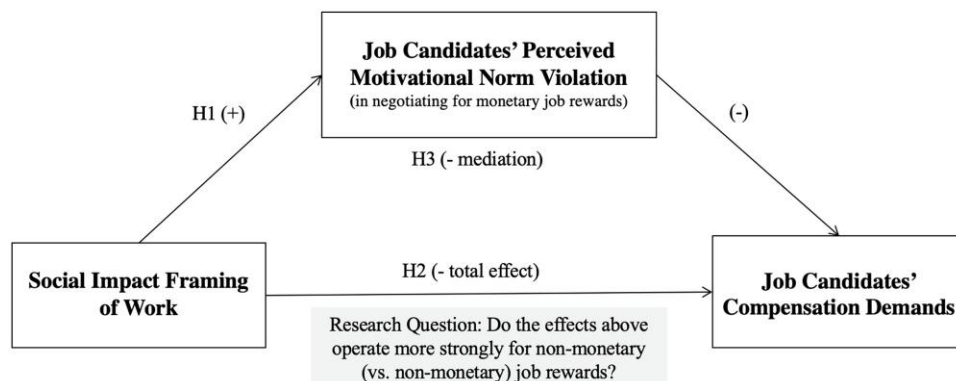 Job Candidates' Perceived
Motivational Norm Violation
(in negotiating for monetary job rewards)
H1 (+)
(-)
H3 (- mediation)
Social Impact Framing
of Work
H2 (- total effect)
Job Candidates'
Compensation Demands
Research Question: Do the effects above
operate more strongly for non-monetary
(vs. non-monetary) job rewards?